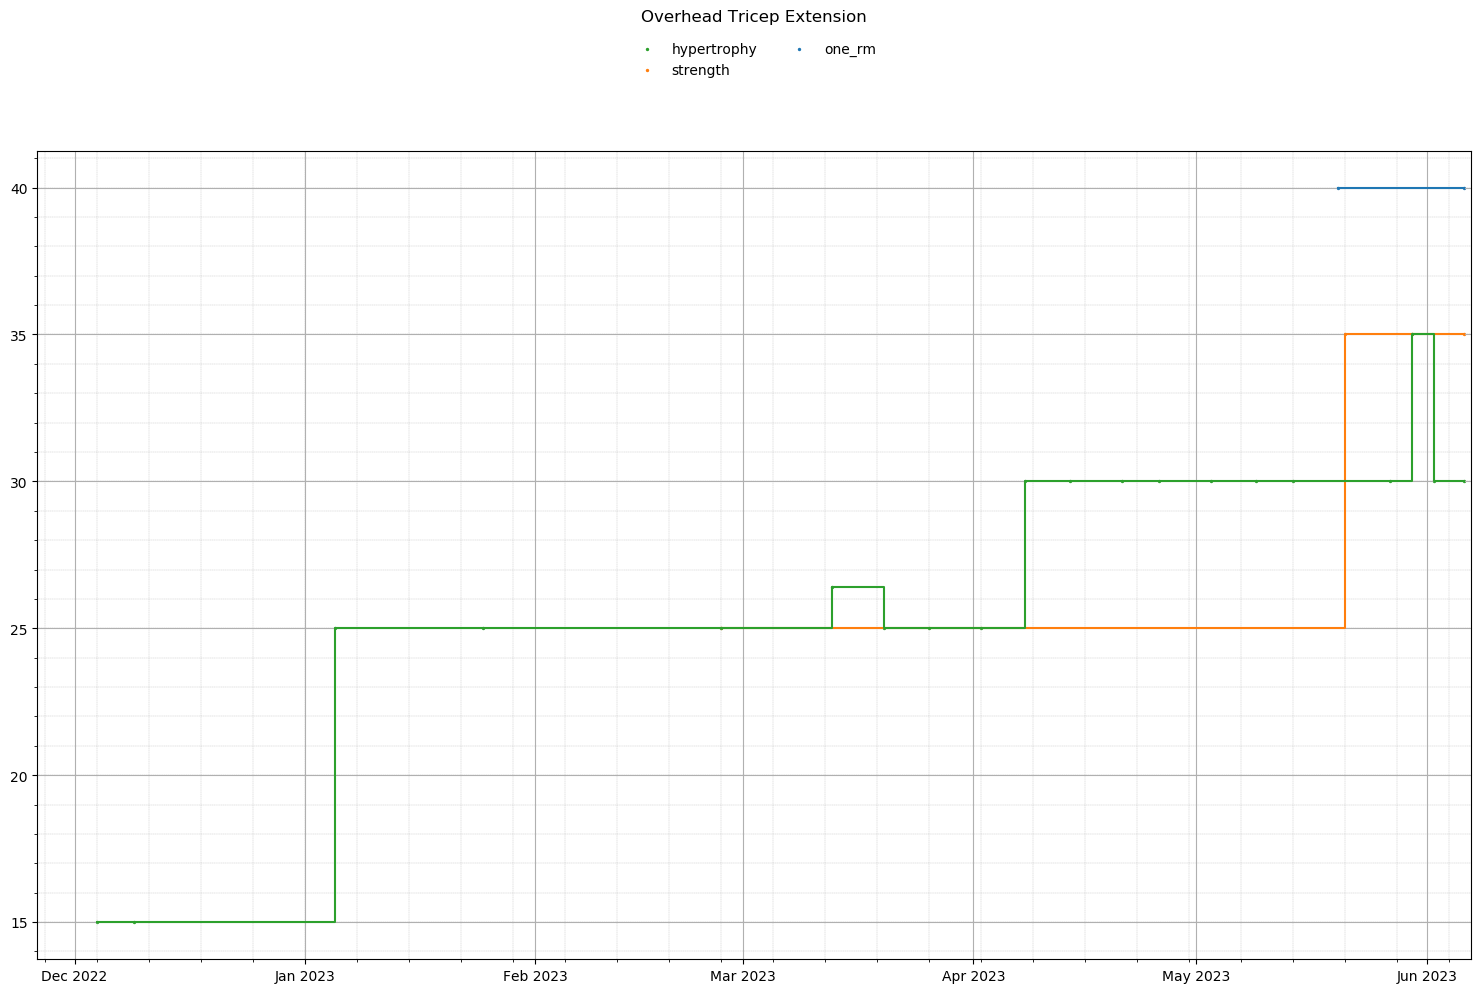 Overhead Tricep Extension
hypertrophy
one_rm
strength
40
35
30
25
20
15
Dec 2022
Jan 2023
Feb 2023
Mar 2023
Apr 2023
May 2023
Jun 2023